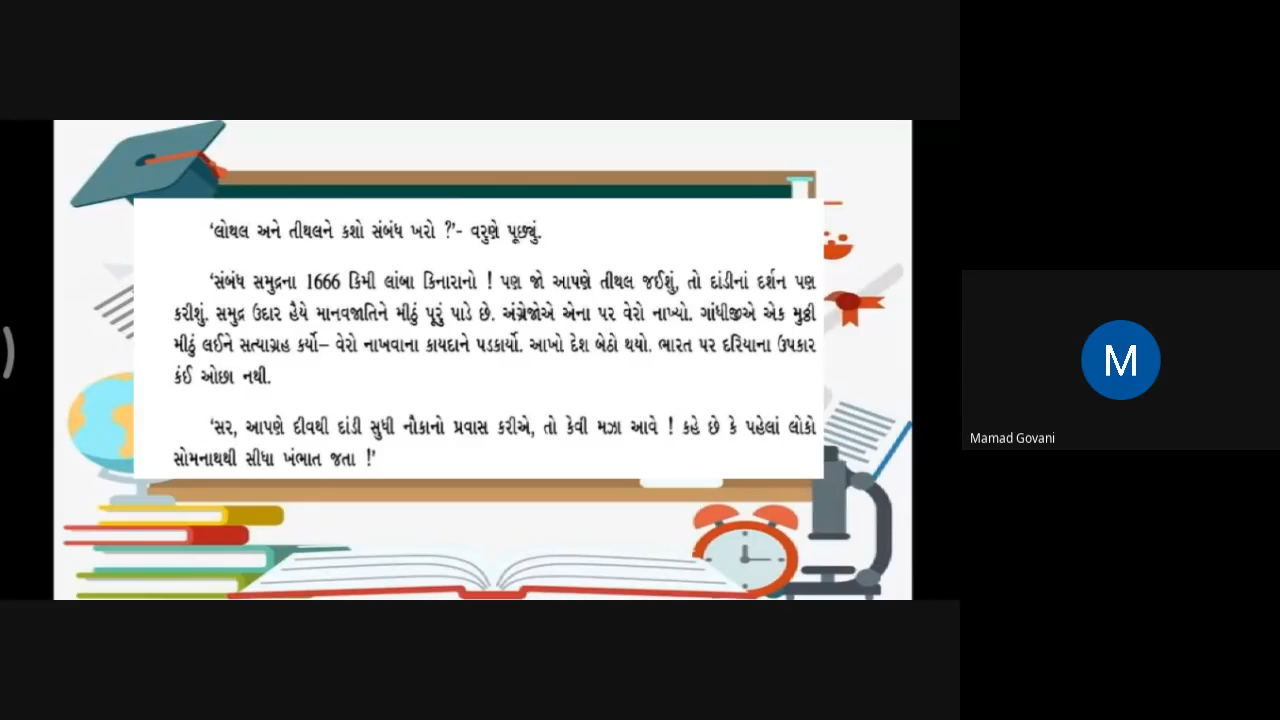 ‘લોથલ અને તીથલને કશો સંબંધ ખરો ?’- વરુણે પૂછ્યું.
‘સંબંધ સમુદ્રના 1666 કિમી લાંબા કિનારાનો ! પણ જો આપણે તીથલ જઈશું, તો દાંડીનાં દર્શન પણ
કરીશું. સમુદ્ર ઉદાર હૈયે માનવજાતિને મીઠું પૂરું પાડે છે. અંગ્રેજોએ એના પર વેરો નાખ્યો. ગાંધીજીએ એક મુઠ્ઠી
મીઠું લઈને સત્યાગ્રહ કર્યો– વેરો નાખવાના કાયદાને પડકાર્યો. આખો દેશ બેઠો થયો. ભારત પર દરિયાના ઉપકાર
કંઈ ઓછા નથી.
‘સર, આપણે દીવથી દાંડી સુધી નૌકાનો પ્રવાસ કરીએ, તો કેવી મઝા આવે ! કહે છે કે પહેલાં લોકો
સોમનાથથી સીધા ખંભાત જતા !’
M
Mamad Govani